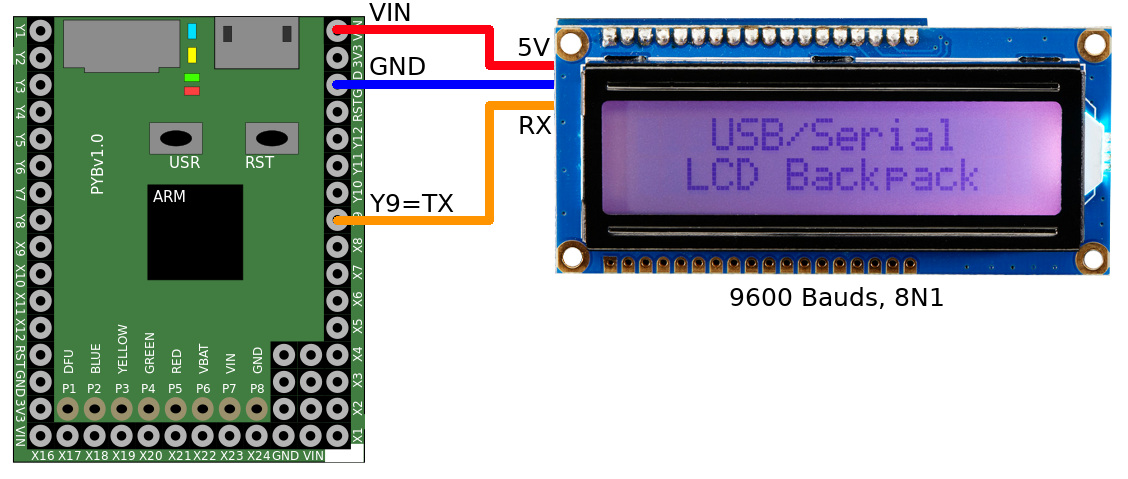 VIN
5V
GND
RX
Y9=TX
USB/Serial
LCD Backpack
9600 Bauds, 8N1
Y1
Y2
Y3
Y4
Y5
Y6
Y7
Y8
X9
X10
X11
X12
RST
GND
3V3
VIN
PYBv1.0
USR
RST
ARM
3V3
RST
Y12
Y11
Y10
X8
X7
X6
X5
X4
X3
X2
X1
DFU
BLUE
YELLOW
GREEN
RED
VBAT
VIN
GND
P1 P2 P3 P4 P5 P6 P7 P8
X16 X17 X18 X19 X20 X21 X22 X23 X24 GND VIN